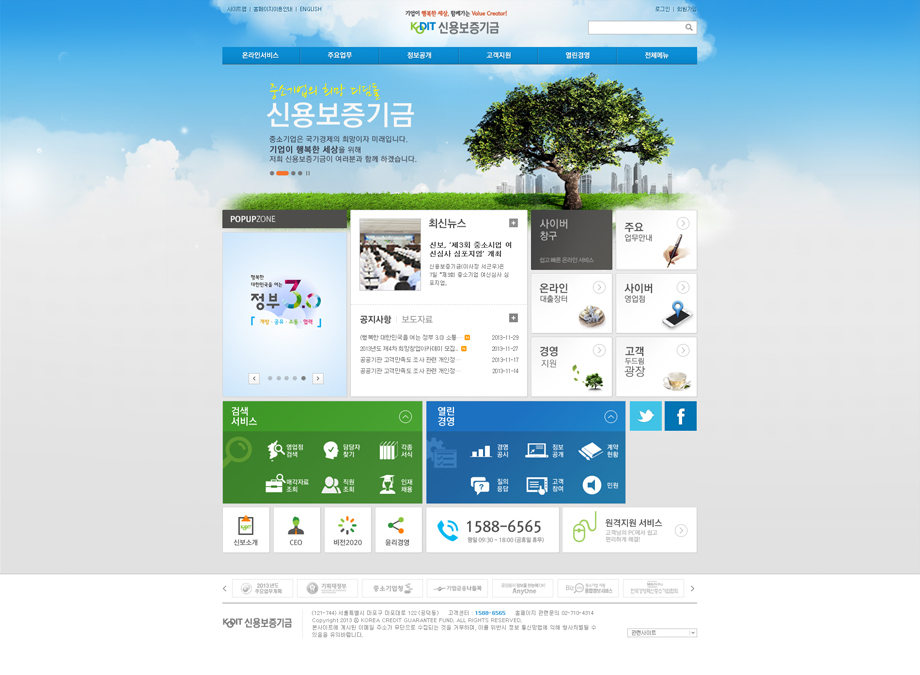 사이트맵 | 홈페이지이용안내 | ENGLISH
기업이 행복한 세상, 함께가는 Value Creator!
로그인 | 회원가입
KODIT 신용보증기금
온라인서비스 주요업무 정보공개 고객지원 열린경영 전체메뉴
중소기업의 희망 디딤돌
신용보증기금
중소기업은 국가경제의 희망이자 미래입니다.
기업이 행복한 세상을 위해
저희 신용보증기금이 여러분과 함께 하겠습니다.
POPUPZONE
행복한
대한민국을 여는
정부 3.0
개방 · 공유 · 소통 · 협력
최신뉴스
신보, '제3회 중소시업 여
신심사 심포지엄' 개최
신용보증기금(이사장 서근우)은
7일 "제3회 중소기업 여신심사 심
포지엄,
공지사항 | 보도자료
(행복한 대한민국을 여는 정부 3.0) 소통… 2013-11-29
2013년도 제4차 희망창업아카데미 모집.. 2013-11-27
공공기관 고객만족도 조사 관련 개인정… 2013-11-17
공공기관 고객만족도 조사 관련 개인정… 2013-11-14
사이버
창구
쉽고 빠른 온라인 서비스
주요
업무안내
온라인
대출장터
사이버
영업점
경영
지원
고객
두드림
광장
검색
서비스
영업점
검색
담당자
찾기
각종
서식
매각자료
조회
직원
조회
인재
채용
열린
경영
경영
공시
정보
공개
계약
현황
질의
응답
고객
참여
민원
신보소개
CEO
비전2020
윤리경영
1588-6565
평일 09:30 ~ 18:00 (공휴일 휴무)
원격지원 서비스
고객님의 PC에서 쉽고
편리하게 해결!
2013년도
주요업무계획
기획재정부
중소기업청
기업금융나들목
AnyOne
KODIT 신용보증기금
(121-744) 서울특별시 마포구 마포대로 122 (공덕동) 고객센터 : 1588-6565 홈페이지 관련문의 02-710-4314
Copyright 2013 ⓒ KOREA CREDIT GUARANTEE FUND. ALL RIGHTS RESERVED.
본사이트에 게시된 이메일 주소가 무단으로 수집되는 것을 거부하며, 이를 위반시 정보 통신망법에 의해 형사처벌될 수
있음을 유의바랍니다.
관련사이트